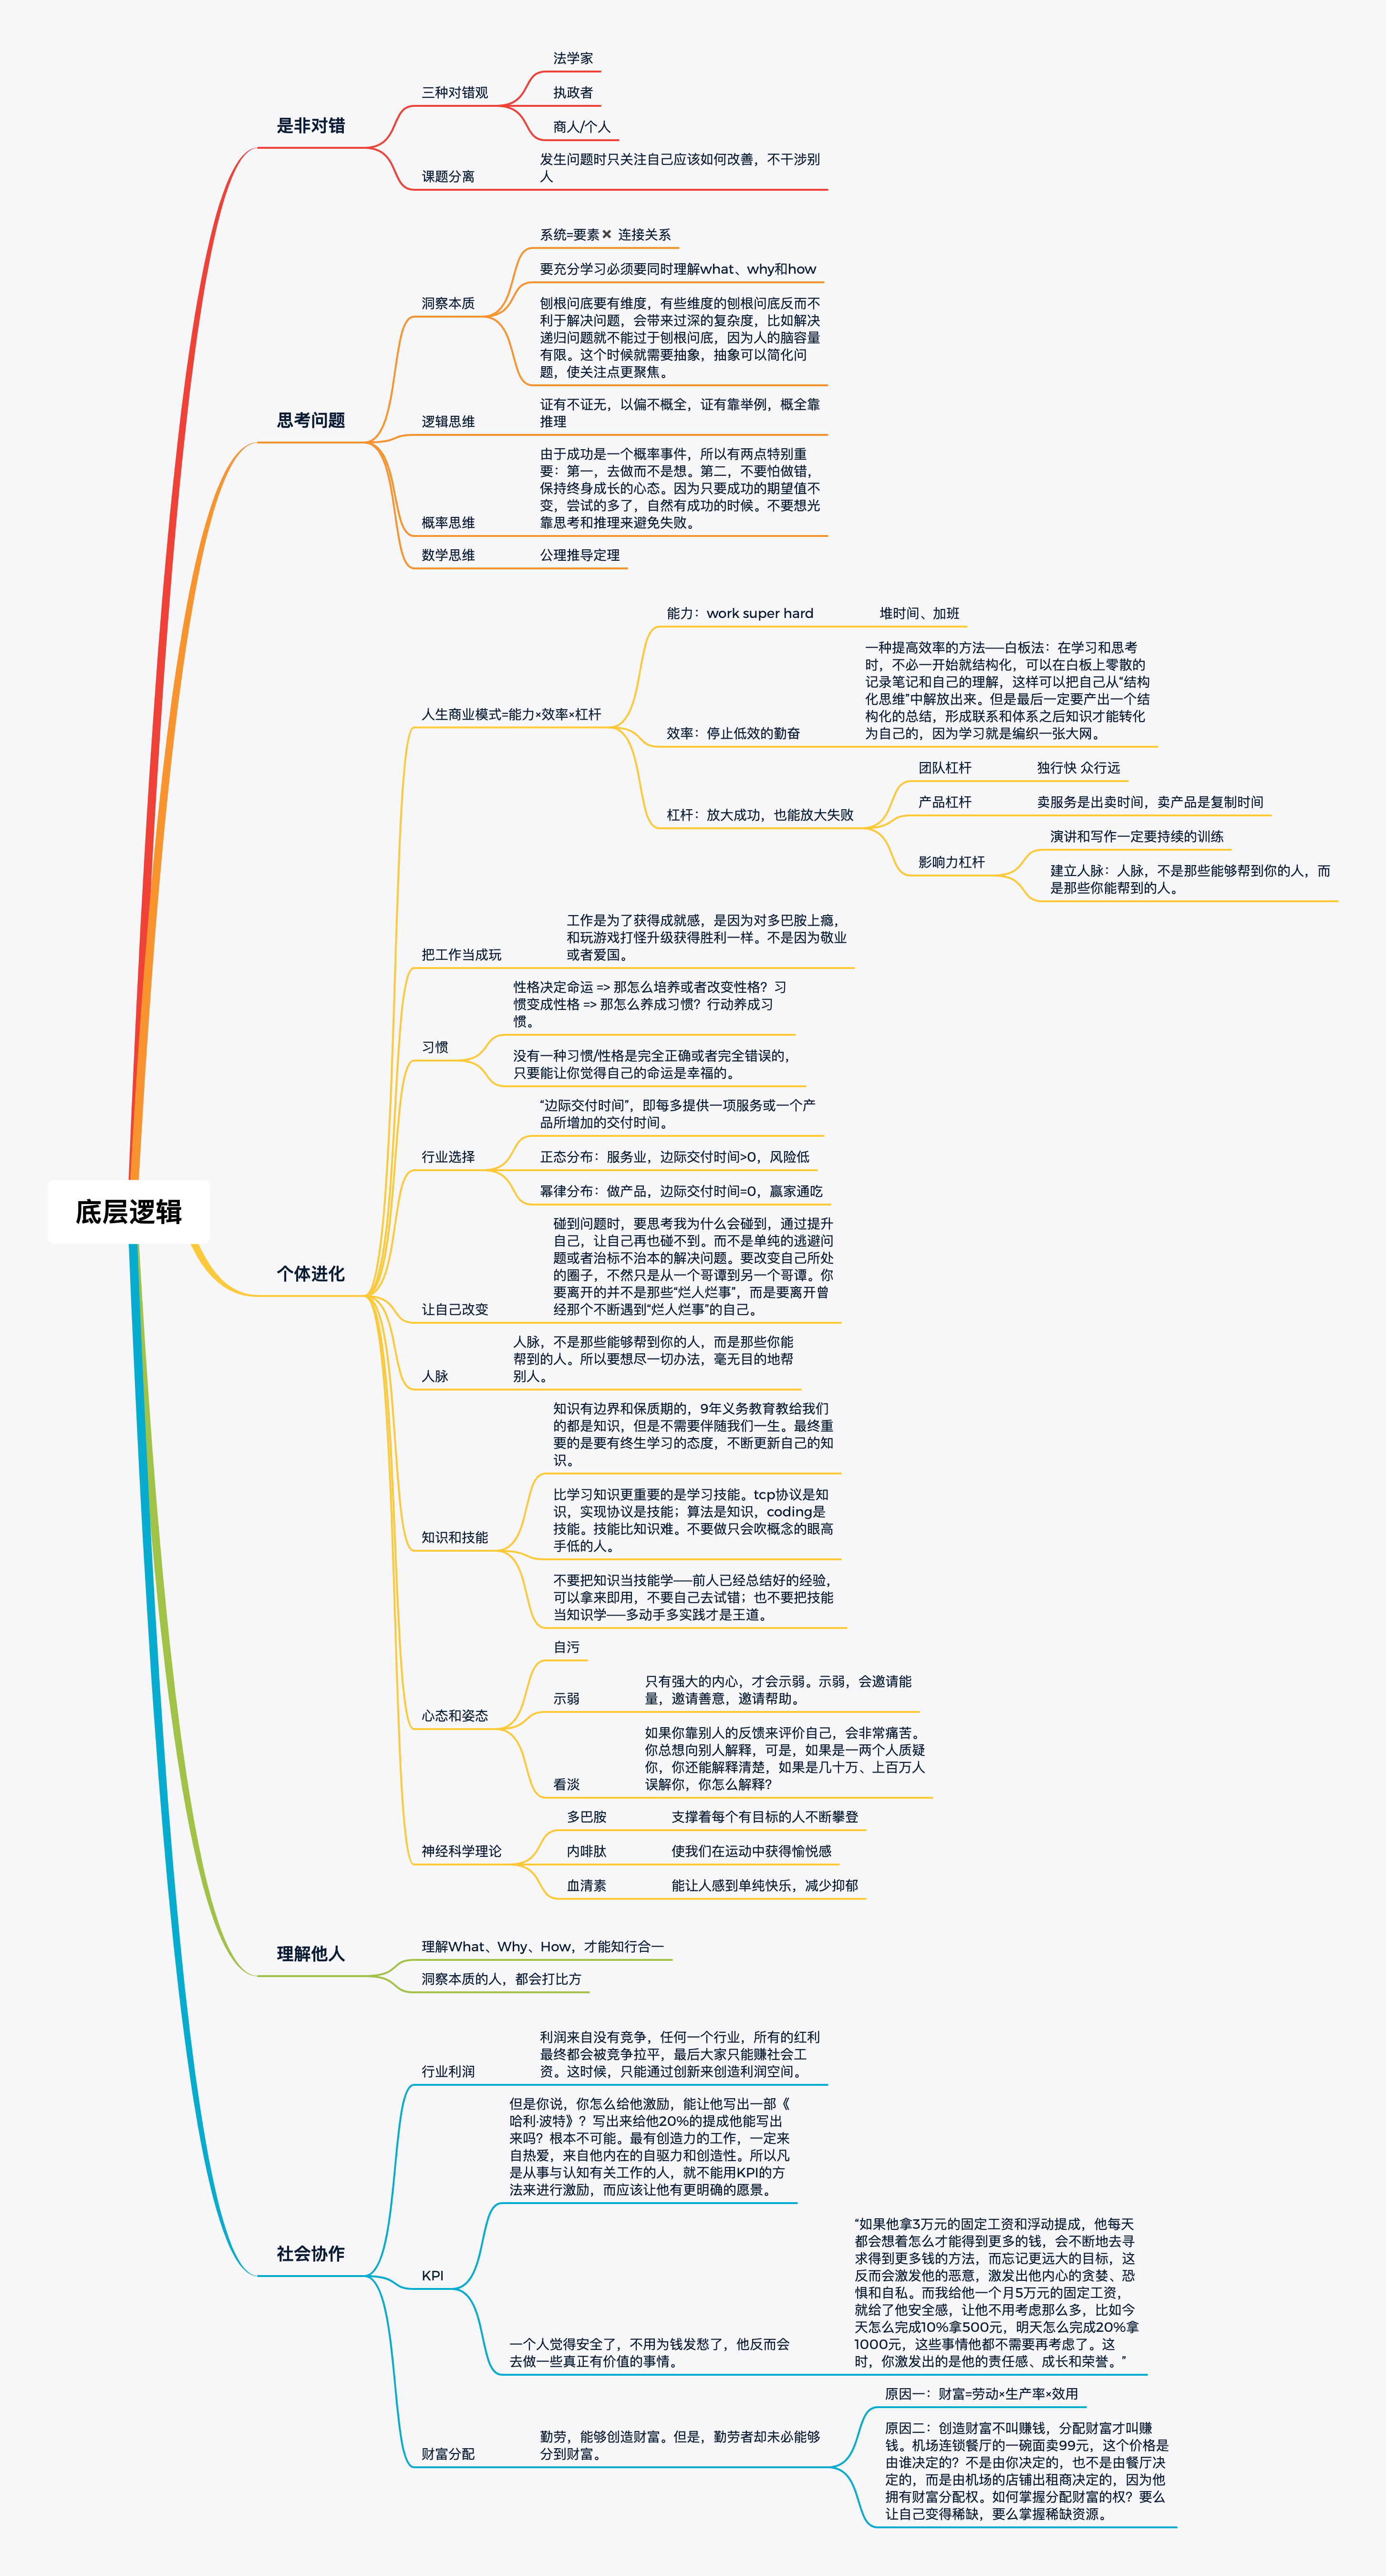 底层逻辑
是非对错
三种对错观
法学家
执政者
商人/个人
课题分离
发生问题时只关注自己应该如何改善，不干涉别
人
思考问题
洞察本质
系统=要素✖ 连接关系
要充分学习必须要同时理解what、why和how
刨根问底要有维度，有些维度的刨根问底反而不
利于解决问题，会带来过深的复杂度，比如解决
递归问题就不能过于刨根问底，因为人的脑容量
有限。这个时候就需要抽象，抽象可以简化问
题，使关注点更聚焦。
逻辑思维
证有不证无，以偏不概全，证有靠举例，概全靠
推理
概率思维
由于成功是一个概率事件，所以有两点特别重
要：第一，去做而不是想。第二，不要怕做错，
保持终身成长的心态。因为只要成功的期望值不
变，尝试的多了，自然有成功的时候。不要想光
靠思考和推理来避免失败。
数学思维
公理推导定理
个体进化
人生商业模式=能力×效率×杠杆
能力：work super hard
堆时间、加班
效率：停止低效的勤奋
一种提高效率的方法——白板法：在学习和思考
时，不必一开始就结构化，可以在白板上零散的
记录笔记和自己的理解，这样可以把自己从“结构
化思维”中解放出来。但是最后一定要产出一个结
构化的总结，形成联系和体系之后知识才能转化
为自己的，因为学习就是编织一张大网。
杠杆：放大成功，也能放大失败
团队杠杆
独行快 众行远
产品杠杆
卖服务是出卖时间，卖产品是复制时间
影响力杠杆
演讲和写作一定要持续的训练
建立人脉：人脉，不是那些能够帮到你的人，而
是那些你能帮到的人。
把工作当成玩
工作是为了获得成就感，是因为对多巴胺上瘾，
和玩游戏打怪升级获得胜利一样。不是因为敬业
或者爱国。
习惯
性格决定命运 => 那怎么培养或者改变性格？习
惯变成性格 => 那怎么养成习惯？行动养成习
惯。
没有一种习惯/性格是完全正确或者完全错误的，
只要能让你觉得自己的命运是幸福的。
行业选择
“边际交付时间”，即每多提供一项服务或一个产
品所增加的交付时间。
正态分布：服务业，边际交付时间>0，风险低
幂律分布：做产品，边际交付时间=0，赢家通吃
让自己改变
碰到问题时，要思考我为什么会碰到，通过提升
自己，让自己再也碰不到。而不是单纯的逃避问
题或者治标不治本的解决问题。要改变自己所处
的圈子，不然只是从一个哥谭到另一个哥谭。你
要离开的并不是那些“烂人烂事”，而是要离开曾
经那个不断遇到“烂人烂事”的自己。
人脉
人脉，不是那些能够帮到你的人，而是那些你能
帮到的人。所以要想尽一切办法，毫无目的地帮
别人。
知识和技能
知识有边界和保质期的，9年义务教育教给我们
的都是知识，但是不需要伴随我们一生。最终重
要的是要有终生学习的态度，不断更新自己的知
识。
比学习知识更重要的是学习技能。tcp协议是知
识，实现协议是技能；算法是知识，coding是
技能。技能比知识难。不要做只会吹概念的眼高
手低的人。
不要把知识当技能学——前人已经总结好的经验，
可以拿来即用，不要自己去试错；也不要把技能
当知识学——多动手多实践才是王道。
心态和姿态
自污
示弱
只有强大的内心，才会示弱。示弱，会邀请能
量，邀请善意，邀请帮助。
看淡
如果你靠别人的反馈来评价自己，会非常痛苦。
你总想向别人解释，可是，如果是一两个人质疑
你，你还能解释清楚，如果是几十万、上百万人
误解你，你怎么解释？
神经科学理论
多巴胺
支撑着每个有目标的人不断攀登
内啡肽
使我们在运动中获得愉悦感
血清素
能让人感到单纯快乐，减少抑郁
理解他人
理解What、Why、How，才能知行合一
洞察本质的人，都会打比方
社会协作
行业利润
利润来自没有竞争，任何一个行业，所有的红利
最终都会被竞争拉平，最后大家只能赚社会工
资。这时候，只能通过创新来创造利润空间。
KPI
但是你说，你怎么给他激励，能让他写出一部《
哈利·波特》？写出来给他20%的提成他能写出
来吗？根本不可能。最有创造力的工作，一定来
自热爱，来自他内在的自驱力和创造性。所以凡
是从事与认知有关工作的人，就不能用KPI的方
法来进行激励，而应该让他有更明确的愿景。
一个人觉得安全了，不用为钱发愁了，他反而会
去做一些真正有价值的事情。
“如果他拿3万元的固定工资和浮动提成，他每天
都会想着怎么才能得到更多的钱，会不断地去寻
求得到更多钱的方法，而忘记更远大的目标，这
反而会激发他的恶意，激发出他内心的贪婪、恐
惧和自私。而我给他一个月5万元的固定工资，
就给了他安全感，让他不用考虑那么多，比如今
天怎么完成10%拿500元，明天怎么完成20%拿
1000元，这些事情他都不需要再考虑了。这
时，你激发出的是他的责任感、成长和荣誉。”
财富分配
勤劳，能够创造财富。但是，勤劳者却未必能够
分到财富。
原因一：财富=劳动×生产率×效用
原因二：创造财富不叫赚钱，分配财富才叫赚
钱。机场连锁餐厅的一碗面卖99元，这个价格是
由谁决定的？不是由你决定的，也不是由餐厅决
定的，而是由机场的店铺出租商决定的，因为他
拥有财富分配权。如何掌握分配财富的权？要么
让自己变得稀缺，要么掌握稀缺资源。